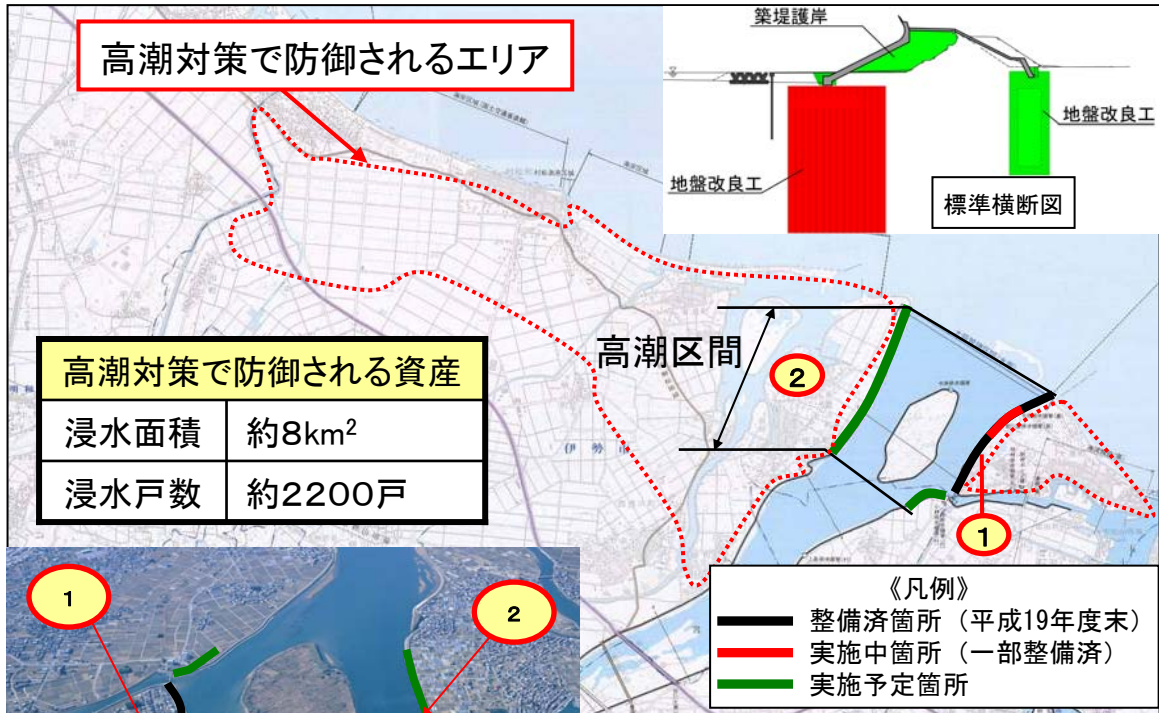 高潮対策で防御されるエリア
築堤護岸
地盤改良工
地盤改良工
標準横断図
高潮区間
2
高潮対策で防御される資産
浸水面積 約8km²
浸水戸数 約2200戸
伊勢市
1
《凡例》
整備済箇所（平成19年度末）
実施中箇所（一部整備済）
実施予定箇所
1
2